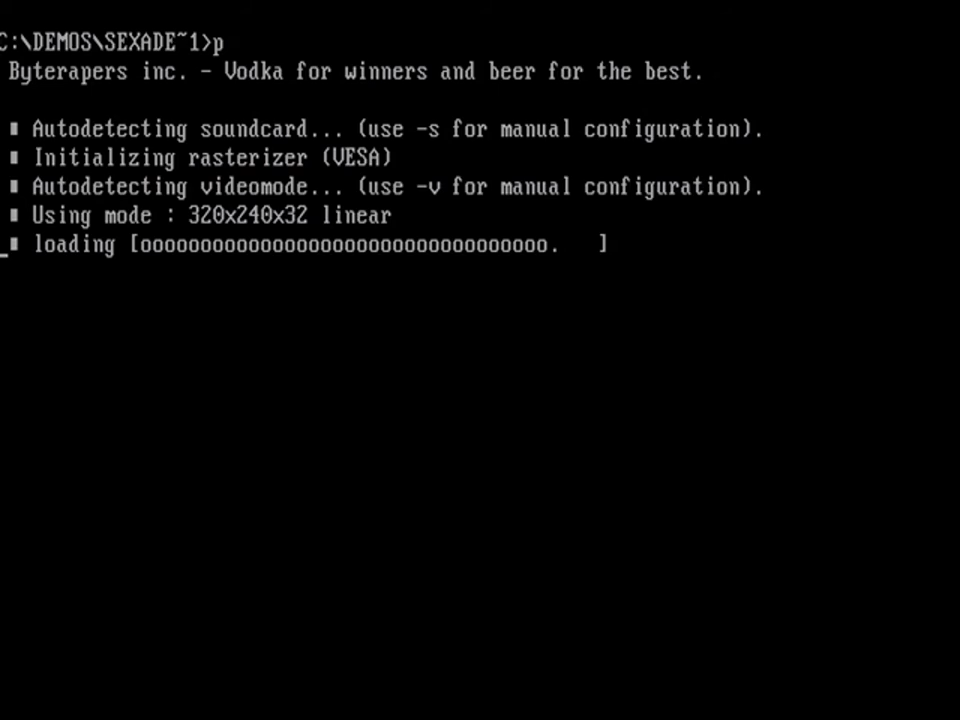 C:\DEMOS\SEXADE~1>p
Byterapers inc. - Vodka for winners and beer for the best.
Autodetecting soundcard... (use -s for manual configuration).
Initializing rasterizer (VESA)
Autodetecting videomode... (use -v for manual configuration).
Using mode : 320x240x32 linear
loading [oooooooooooooooooooooooooooooooooo.   ]